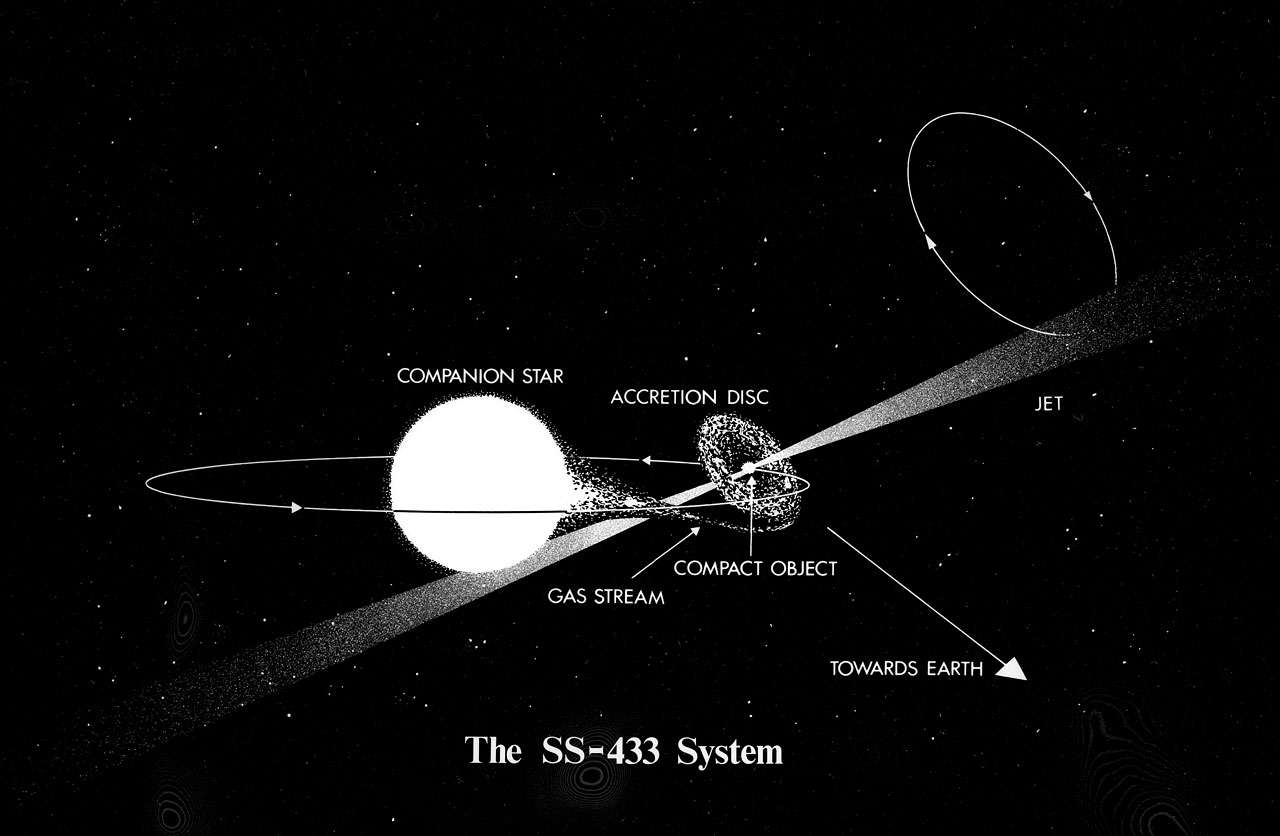 COMPANION STAR
ACCRETION DISC
JET
COMPACT OBJECT
GAS STREAM
TOWARDS EARTH
The SS-433 System